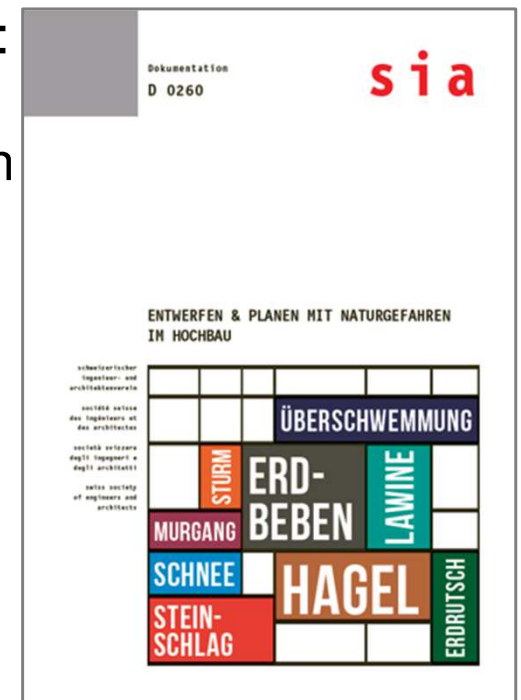 :
n
Dokumentation
D 0260
sia
ENTWERFEN & PLANEN MIT NATURGEFAHREN
IM HOCHBAU
schweizerischer
ingenieur- und
architektenverein
société suisse
des ingénieurs et
des architectes
società svizzera
degli ingegneri e
degli architetti
swiss society
of engineers and
architects
ÜBERSCHWEMMUNG
STURM
ERD-
BEBEN
LAWINE
MURGANG
SCHNEE
HAGEL
ERDRUTSCH
STEIN-
SCHLAG